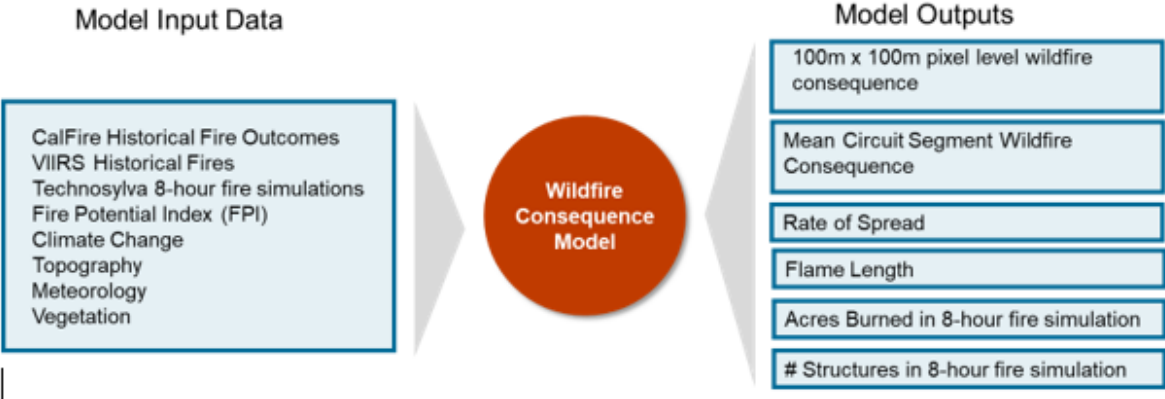 Model Input Data
CalFire Historical Fire Outcomes
VIIRS Historical Fires
Technosylva 8-hour fire simulations
Fire Potential Index (FPI)
Climate Change
Topography
Meteorology
Vegetation
Wildfire
Consequence
Model
Model Outputs
100m x 100m pixel level wildfire
consequence
Mean Circuit Segment Wildfire
Consequence
Rate of Spread
Flame Length
Acres Burned in 8-hour fire simulation
# Structures in 8-hour fire simulation